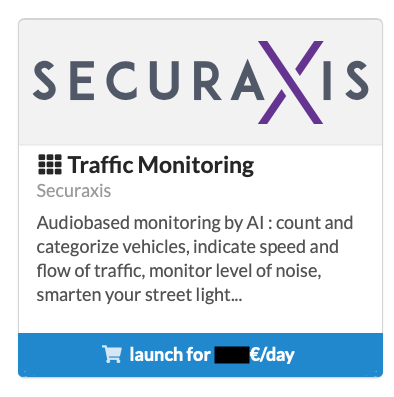 SECURAXIS
Traffic Monitoring
Securaxis
Audiobased monitoring by AI : count and
categorize vehicles, indicate speed and
flow of traffic, monitor level of noise,
smarten your street light...
launch for €/day